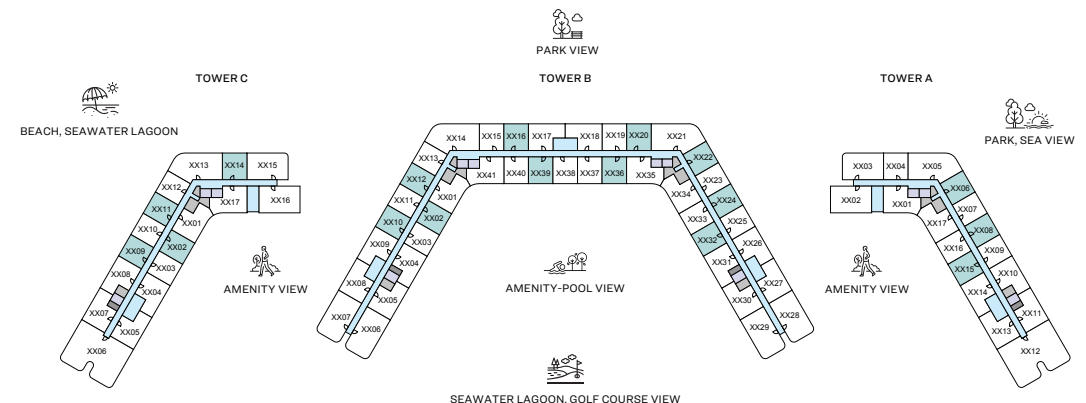 PARK VIEW
TOWER C
TOWER B
TOWER A
BEACH, SEAWATER LAGOON
PARK, SEA VIEW
XX13
XX14
XX15
XX12
XX11
XX10
XX09
XX08
XX07
XX06
XX17
XX16
XX01
XX02
XX03
XX04
XX05
AMENITY VIEW
XX14
XX15
XX16
XX17
XX18
XX19
XX20
XX21
XX13
XX41
XX40
XX39
XX38
XX37
XX36
XX35
XX22
XX12
XX11
XX10
XX09
XX08
XX07
XX01
XX02
XX03
XX04
XX05
XX06
XX23
XX24
XX25
XX26
XX27
XX28
XX34
XX33
XX32
XX31
XX30
XX29
AMENITY-POOL VIEW
XX03
XX04
XX05
XX02
XX01
XX06
XX07
XX08
XX09
XX10
XX11
XX12
XX17
XX16
XX15
XX14
XX13
AMENITY VIEW
SEAWATER LAGOON, GOLF COURSE VIEW